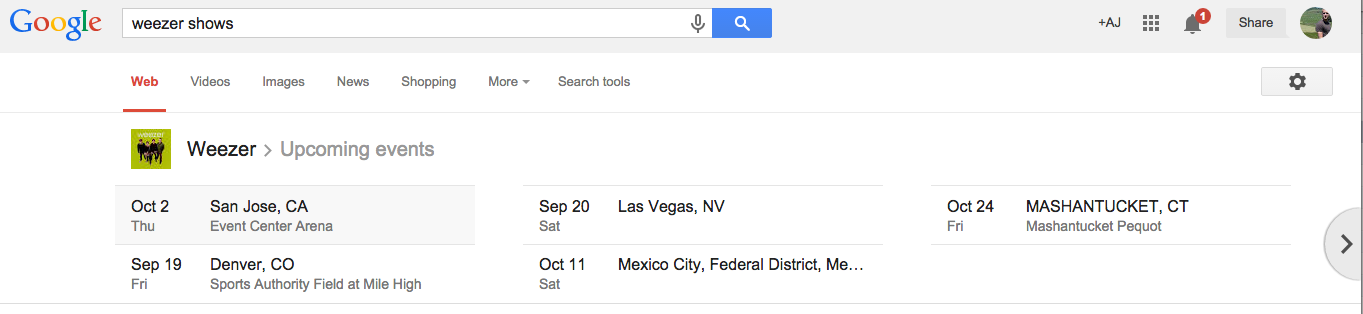 Google
weezer shows
+AJ
1
Share
Web Videos Images News Shopping More Search tools
weezer
Weezer > Upcoming events
Oct 2 San Jose, CA
Thu Event Center Arena
Sep 19 Denver, CO
Fri Sports Authority Field at Mile High
Sep 20 Las Vegas, NV
Sat
Oct 11 Mexico City, Federal District, Me…
Sat
Oct 24 MASHANTUCKET, CT
Fri Mashantucket Pequot